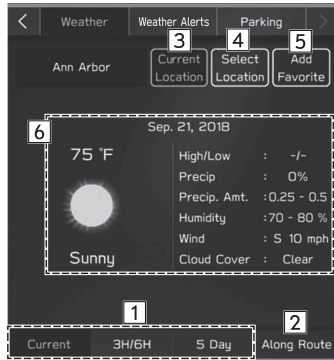 < Weather Weather Alerts Parking >
3 4 5
Ann Arbor Current Location Select Location Add Favorite
6
Sep. 21, 2018
75 °F High/Low : -/-
Precip : 0%
Precip. Amt. : 0.25 - 0.5
Humidity : 70 - 80 %
Wind : S 10 mph
Sunny Cloud Cover : Clear
1 2
Current 3H/6H 5 Day Along Route